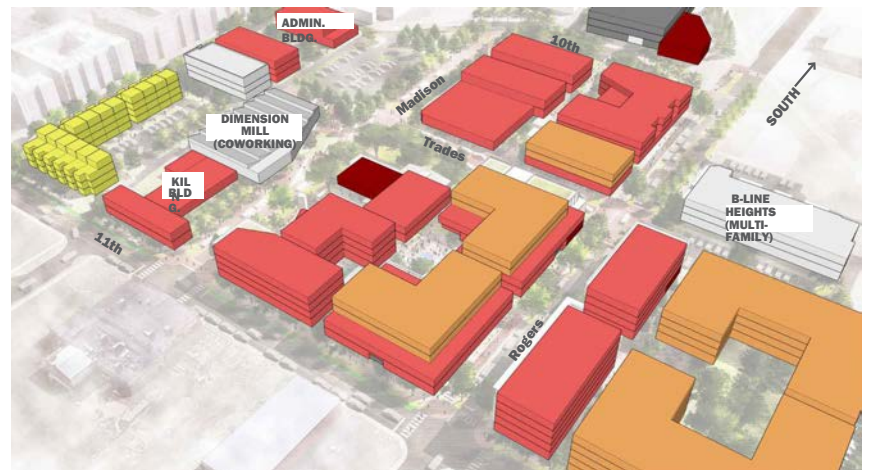 ADMIN.
BLDG.
10th
Madison
SOUTH
DIMENSION
MILL
(COWORKING)
Trades
KIL
BLD
N
G.
B-LINE
HEIGHTS
(MULTI-
FAMILY)
11th
Rogers